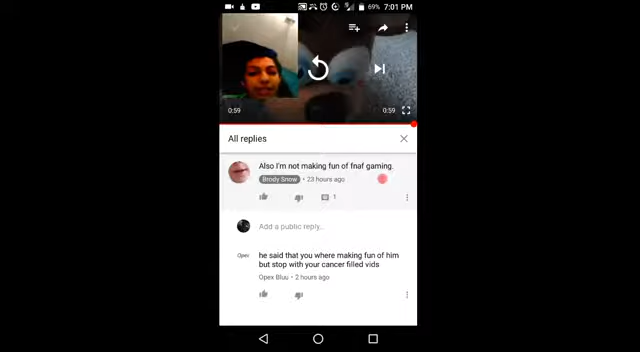 69% 7:01 PM
0:59 0:59
All replies
Also I'm not making fun of fnaf gaming.
Brody Snow • 23 hours ago
1
Add a public reply...
Opex
he said that you where making fun of him
but stop with your cancer filled vids
Opex Bluu • 2 hours ago